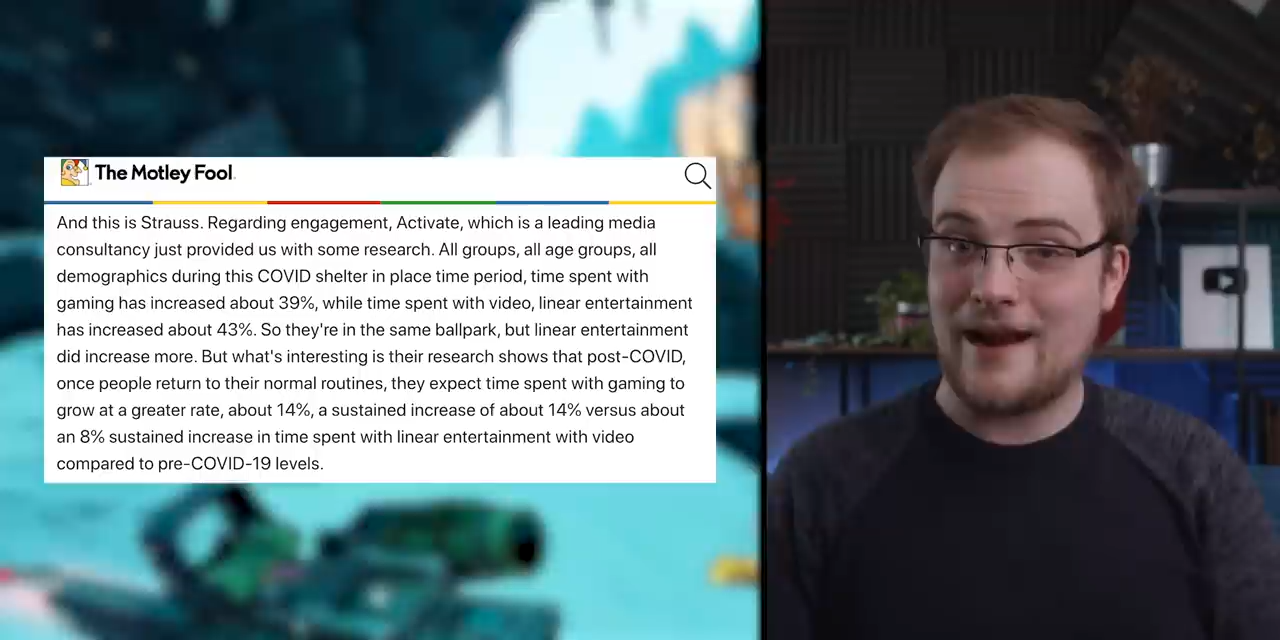 The Motley Fool.
And this is Strauss. Regarding engagement, Activate, which is a leading media
consultancy just provided us with some research. All groups, all age groups, all
demographics during this COVID shelter in place time period, time spent with
gaming has increased about 39%, while time spent with video, linear entertainment
has increased about 43%. So they're in the same ballpark, but linear entertainment
did increase more. But what's interesting is their research shows that post-COVID,
once people return to their normal routines, they expect time spent with gaming to
grow at a greater rate, about 14%, a sustained increase of about 14% versus about
an 8% sustained increase in time spent with linear entertainment with video
compared to pre-COVID-19 levels.